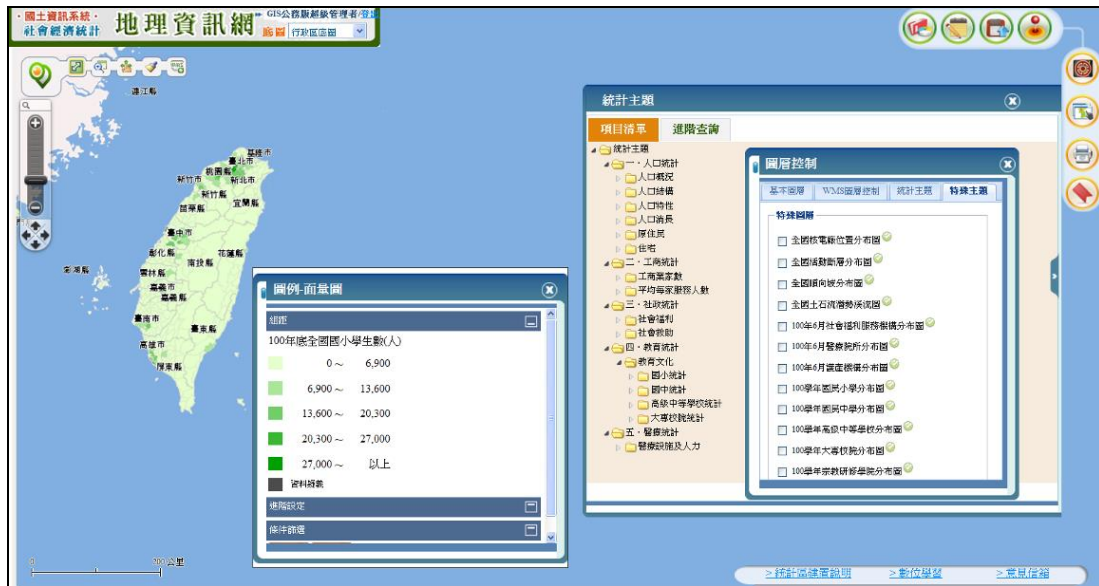 國土資訊系統
社會經濟統計
地理資訊網
GIS公務版超級管理者/登
底圖 行政區區圖
連江縣
基隆市
臺北市
桃園縣
新北市
新竹市
新竹縣
宜蘭縣
苗栗縣
臺中市
彰化縣
花蓮縣
南投縣
雲林縣
澎湖縣
嘉義市
嘉義縣
臺南市
臺東縣
高雄市
屏東縣
0 200 公里
圖例-面量圖
組距
100年底全國國小學生數(人)
0～ 6,900
6,900～ 13,600
13,600～ 20,300
20,300～ 27,000
27,000～ 以上
資料疑義
進階設定
條件篩選
統計主題
項目清單 進階查詢
統計主題
一、人口統計
人口概況
人口結構
人口特性
人口消長
原住民
住宅
二、工商統計
工商業家數
平均每家服務人數
三、社政統計
社會福利
社會救助
四、教育統計
教育文化
國小統計
國中統計
高級中等學校統計
大專校院統計
五、醫療統計
醫療設施及人力
圖層控制
基本圖層 WMS圖層控制 統計主題 特殊主題
特殊圖層
全國核電廠位置分布圖
全國活動斷層分布圖
全國順向坡分布圖
全國土石流潛勢溪流圖
100年6月社會福利服務機構分布圖
100年6月醫療院所分布圖
100年6月護產機構分布圖
100學年國民小學分布圖
100學年國民中學分布圖
100學年高級中等學校分布圖
100學年大專校院分布圖
100學年宗教研修學院分布圖
> 統計區建置說明 > 數位學習 > 意見信箱